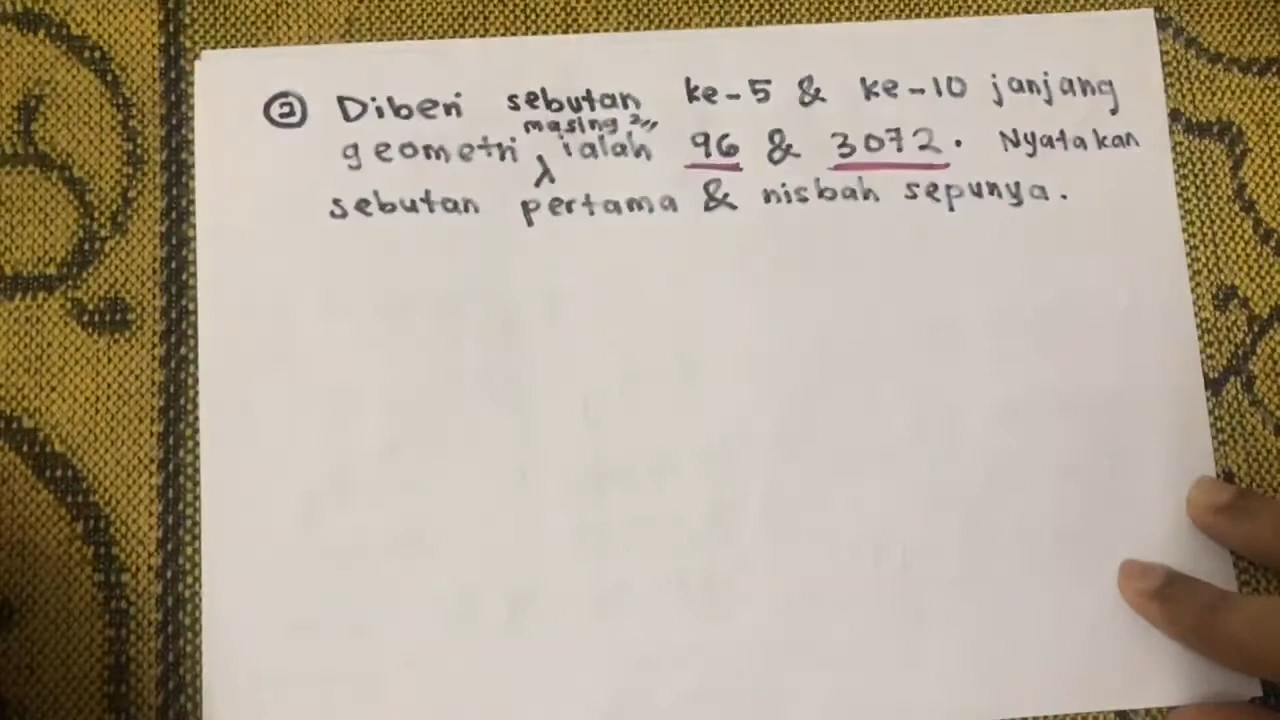 ② Diberi sebutan ke-5 & ke-10 janjang
masing2"
geometri ialah 96 & 3072. Nyatakan
sebutan pertama & nisbah sepunya.